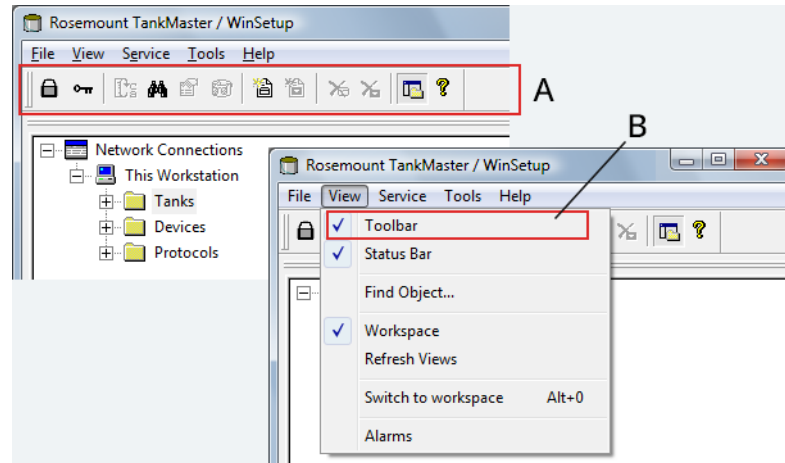 Rosemount TankMaster / WinSetup
File View Service Tools Help
A
Network Connections
This Workstation
Tanks
Devices
Protocols
B
Rosemount TankMaster / WinSetup
File View Service Tools Help
Toolbar
Status Bar
Find Object...
Workspace
Refresh Views
Switch to workspace Alt+0
Alarms